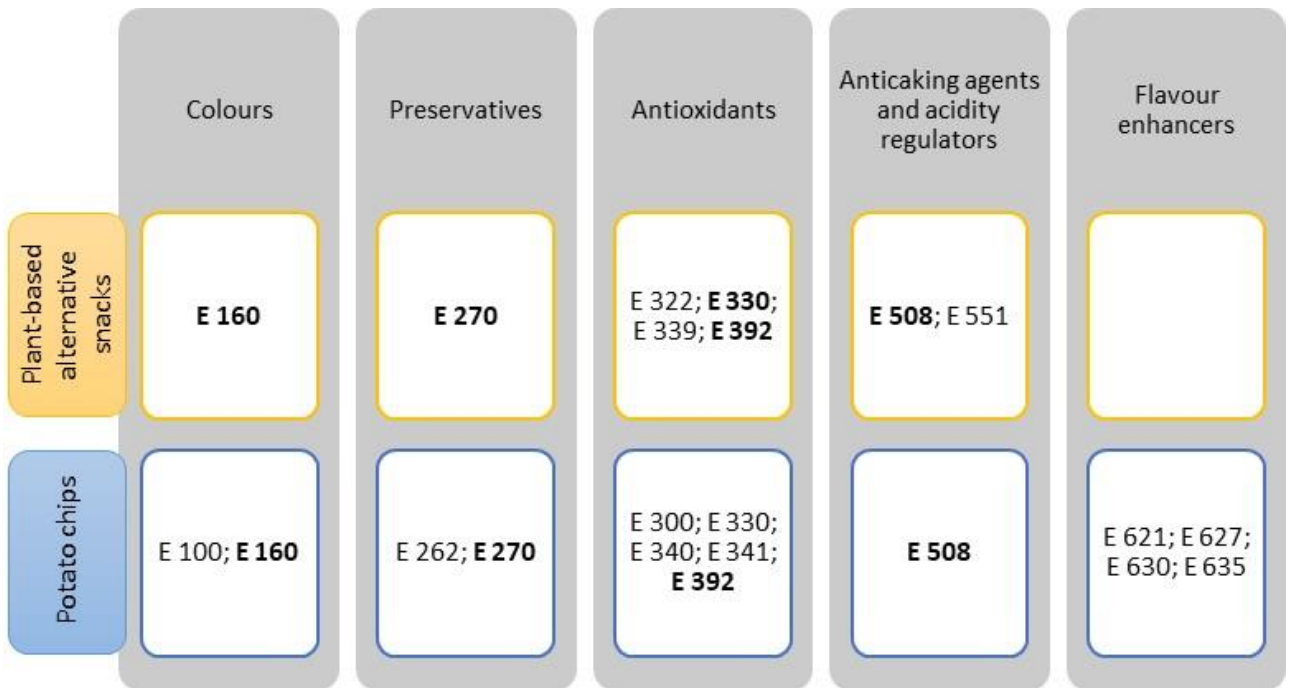 Colours
Preservatives
Antioxidants
Anticaking agents
and acidity
regulators
Flavour
enhancers
Plant-based
alternative
snacks
E 160
E 270
E 322; E 330;
E 339; E 392
E 508; E 551
Potato chips
E 100; E 160
E 262; E 270
E 300; E 330;
E 340; E 341;
E 392
E 508
E 621; E 627;
E 630; E 635